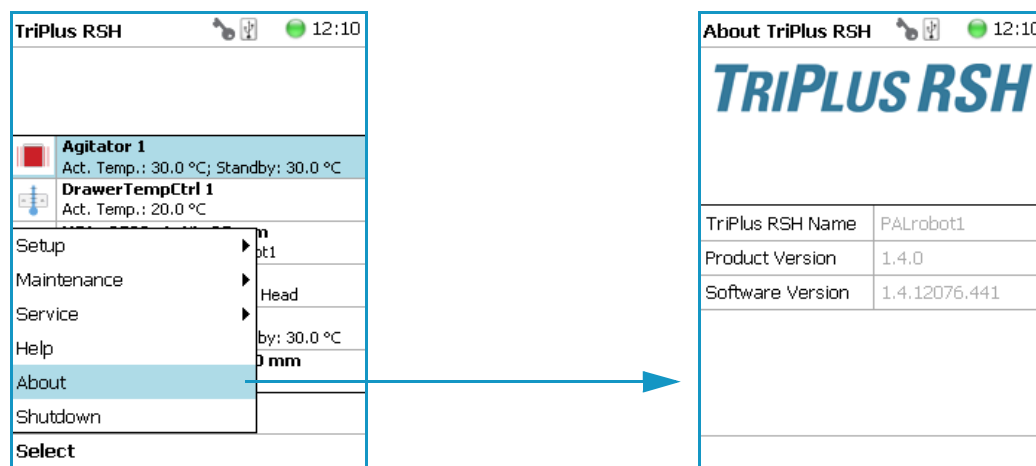 TriPlus RSH 12:10
Agitator 1
Act. Temp.: 30.0 °C; Standby: 30.0 °C
DrawerTempCtrl 1
Act. Temp.: 20.0 °C
Setup
Maintenance
Head
Service
by: 30.0 °C
Help
0 mm
About
Shutdown
Select
About TriPlus RSH 12:10
TRIPLUS RSH
TriPlus RSH Name PALrobot1
Product Version 1.4.0
Software Version 1.4.12076.441